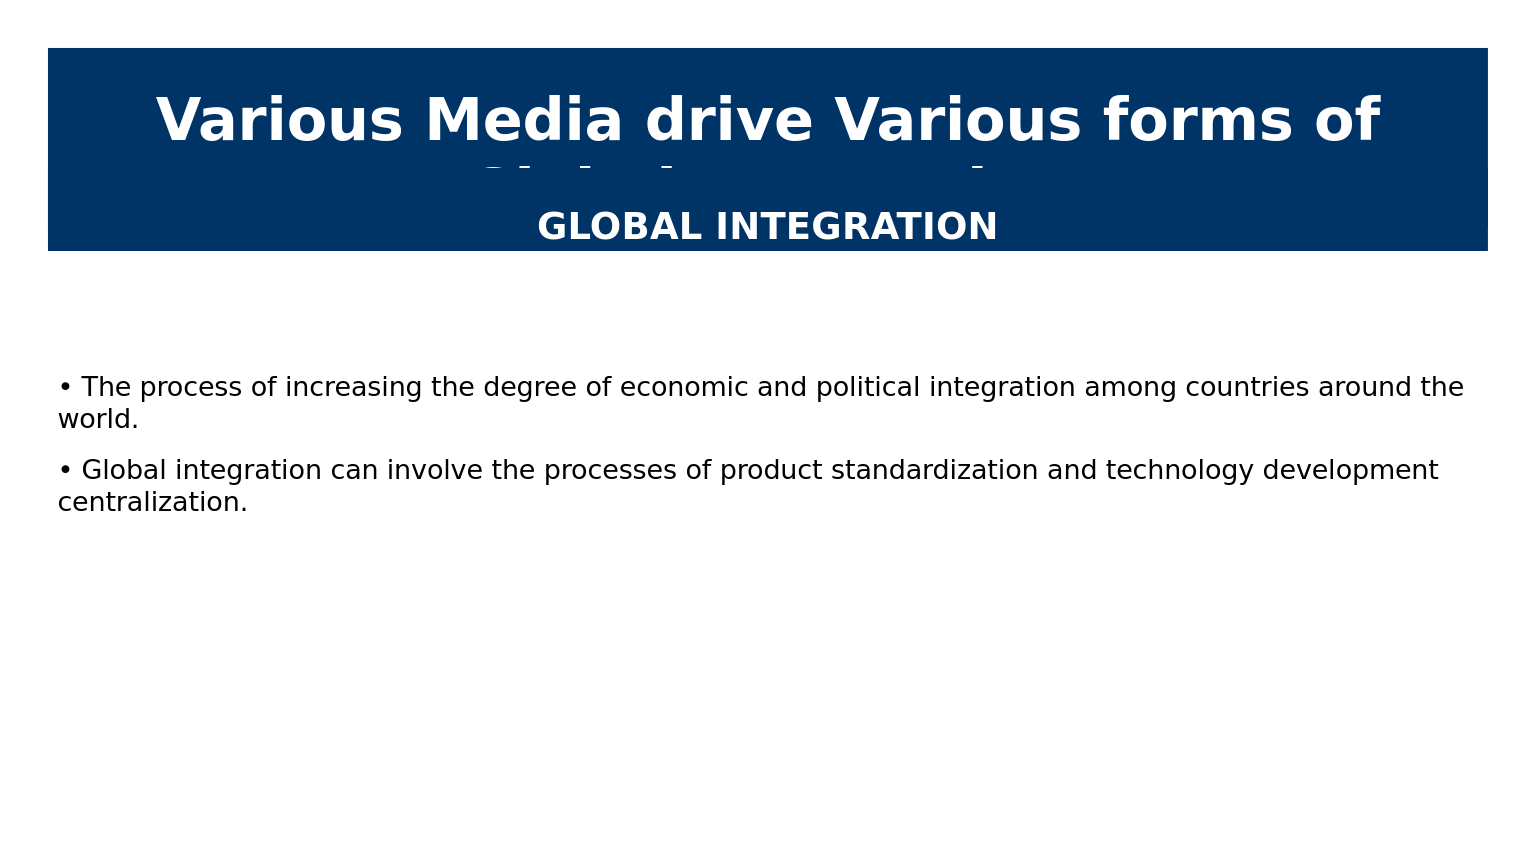 Various Media drive Various forms of
GLOBAL INTEGRATION
• The process of increasing the degree of economic and political integration among countries around the
world.
• Global integration can involve the processes of product standardization and technology development
centralization.